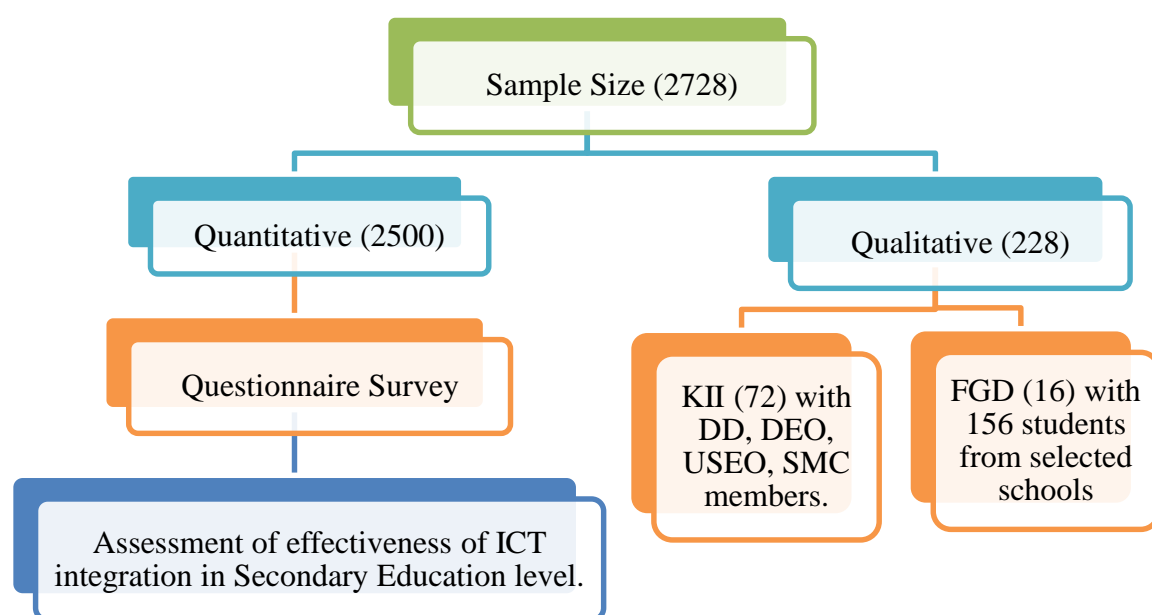 Sample Size (2728)
Quantitative (2500)
Qualitative (228)
Questionnaire Survey
KII (72) with
DD, DEO,
USEO, SMC
members.
FGD (16) with
156 students
from selected
schools
Assessment of effectiveness of ICT
integration in Secondary Education level.